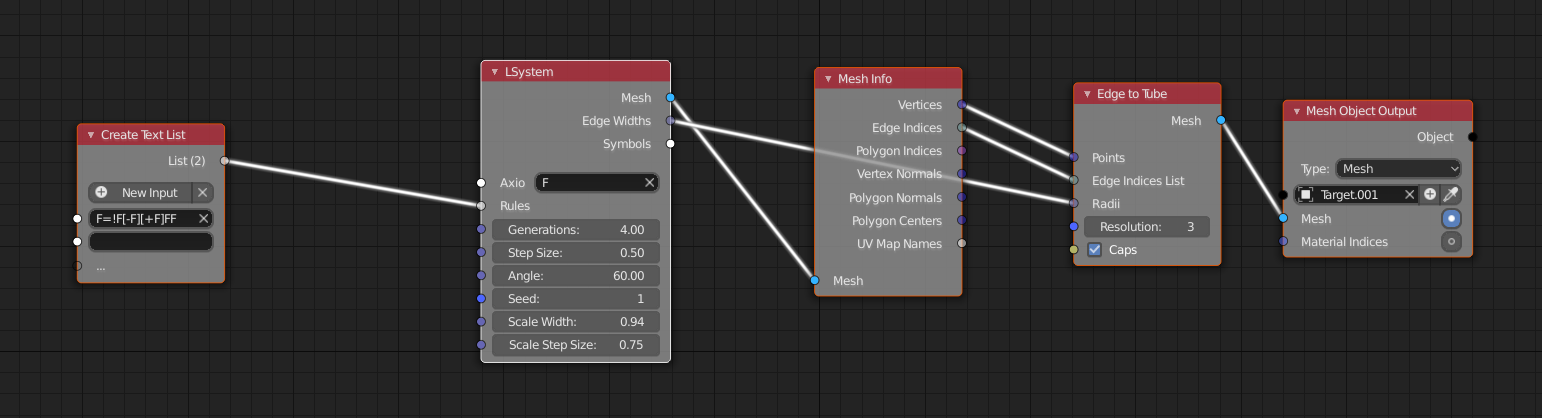 Create Text List
List (2)
New Input
F=!F[-F][+F]FF
...
LSystem
Mesh
Edge Widths
Symbols
Axio F
Rules
Generations: 4.00
Step Size: 0.50
Angle: 60.00
Seed: 1
Scale Width: 0.94
Scale Step Size: 0.75
Mesh Info
Vertices
Edge Indices
Polygon Indices
Vertex Normals
Polygon Normals
Polygon Centers
UV Map Names
Mesh
Edge to Tube
Mesh
Points
Edge Indices List
Radii
Resolution: 3
Caps
Mesh Object Output
Object
Type: Mesh
Target.001
Mesh
Material Indices